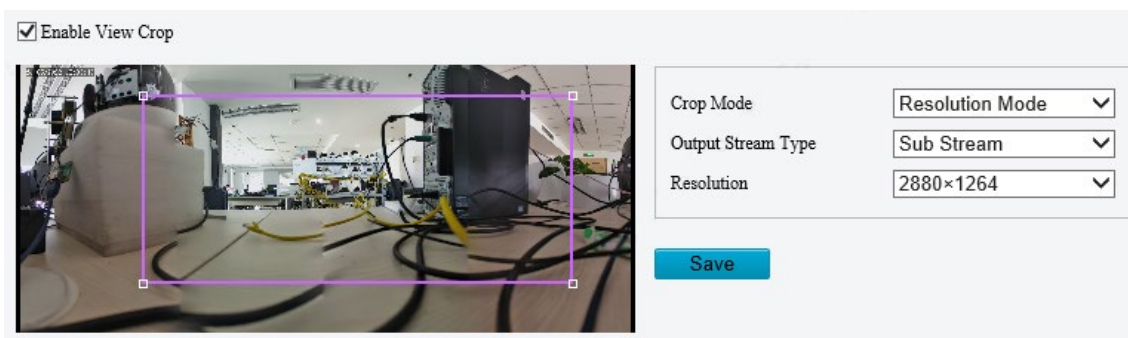 Enable View Crop
Crop Mode
Resolution Mode
Output Stream Type
Sub Stream
Resolution
2880×1264
Save